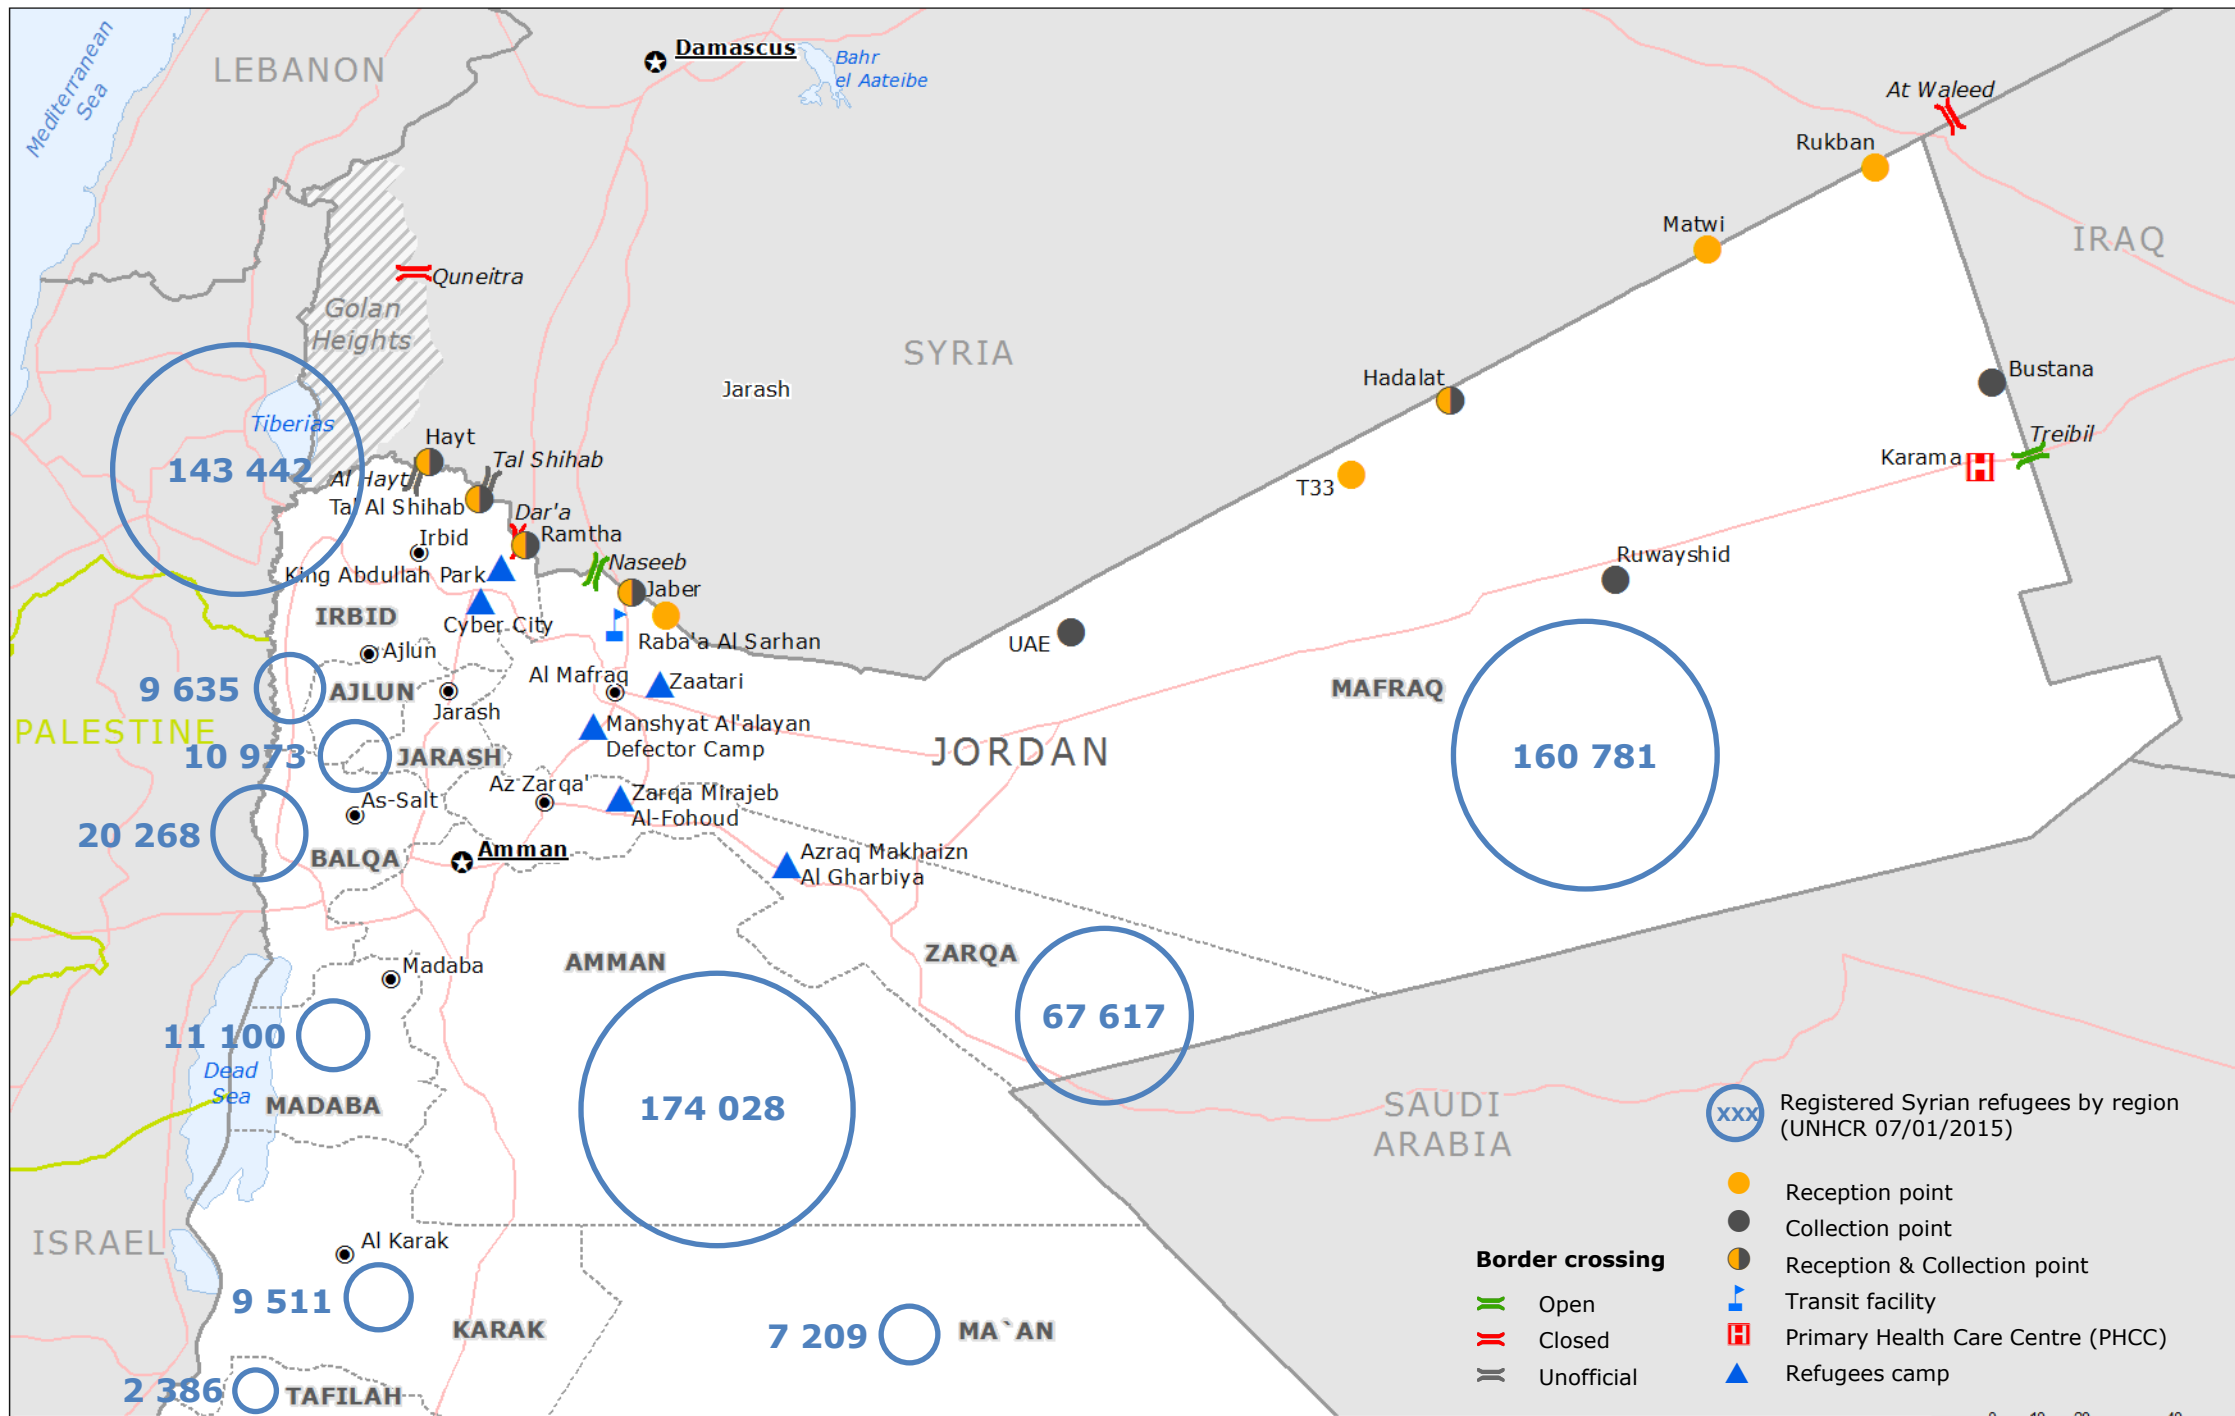 Damascus
LEBANON
Bahr
el Aateibe
Mediterranean
Sea
At Waleed
Rukban
Matwi
IRAQ
Quneitra
Golan
Heights
SYRIA
Jarash
Hadalat
Bustana
Tiberias
Hayt
Treibil
143 442
Al Hayt
Tal Shihab
Karama
T33
Tal Al Shihab
Dar'a
Irbid
Ramtha
Naseeb
Ruwayshid
King Abdullah Park
Jaber
IRBID
Cyber City
Raba'a Al Sarhan
UAE
Ajlun
Al Mafraq
Zaatari
9 635
AJLUN
MAFRAQ
Jarash
PALESTINE
Manshyat Al'alayan
Defector Camp
JORDAN
10 973
JARASH
160 781
Az Zarqa'
As-Salt
Zarqa Mirajeb
Al-Fohoud
20 268
BALQA
Amman
Azraq Makhaizn
Al Gharbiya
Madaba
AMMAN
ZARQA
67 617
11 100
Dead
Sea
MADABA
174 028
SAUDI
ARABIA
ISRAEL
Al Karak
9 511
KARAK
7 209
MA`AN
2 386
TAFILAH
xxx
Registered Syrian refugees by region
(UNHCR 07/01/2015)
Reception point
Collection point
Reception & Collection point
Transit facility
H
Primary Health Care Centre (PHCC)
Refugees camp
Border crossing
Open
Closed
Unofficial